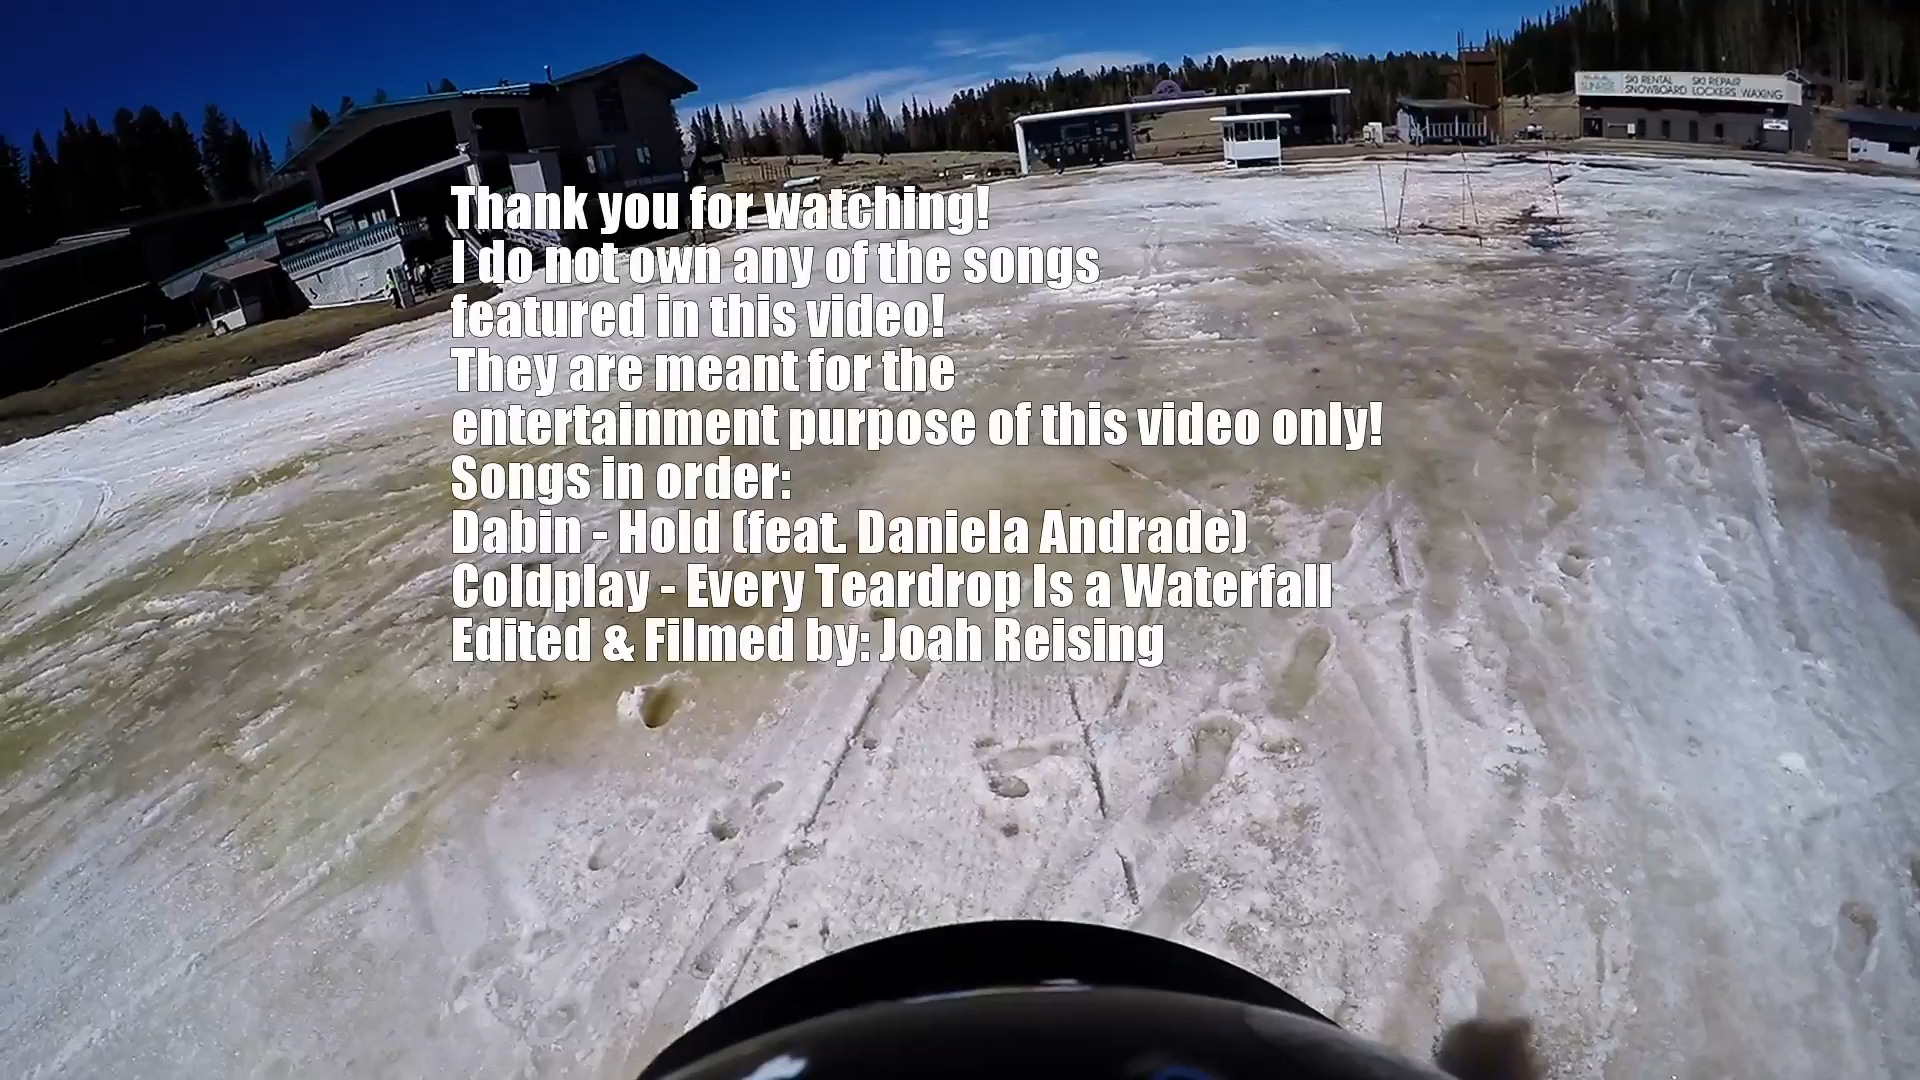 SUNRISE
SKI RENTAL SKI REPAIR
SNOWBOARD LOCKERS WAXING
Thank you for watching!
I do not own any of the songs
featured in this video!
They are meant for the
entertainment purpose of this video only!
Songs in order:
Dabin - Hold (feat. Daniela Andrade)
Coldplay - Every Teardrop Is a Waterfall
Edited & Filmed by: Joah Reising